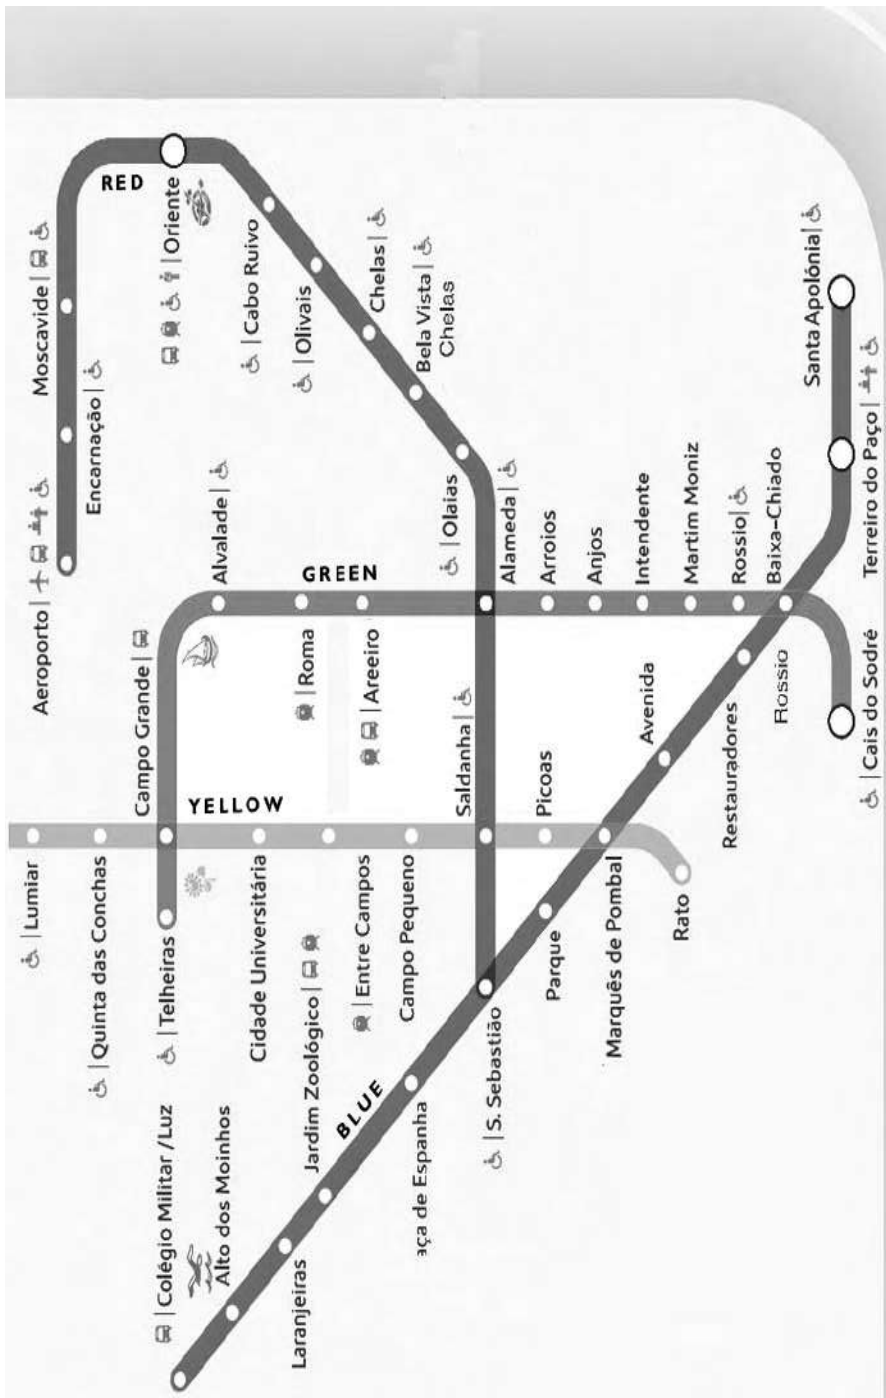 Aeroporto
Encarnação
Moscavide
RED
Oriente
Cabo Ruivo
Olivais
Chelas
Bela Vista
Chelas
Olaias
Alameda
Saldanha
S. Sebastião
Telheiras
Campo Grande
Alvalade
GREEN
Roma
Areeiro
Arroios
Anjos
Intendente
Martim Moniz
Rossio
Baixa-Chiado
Cais do Sodré
Lumiar
Quinta das Conchas
YELLOW
Cidade Universitária
Entre Campos
Campo Pequeno
Picoas
Marquês de Pombal
Rato
Colégio Militar /Luz
Alto dos Moinhos
Laranjeiras
Jardim Zoológico
BLUE
aça de Espanha
Parque
Avenida
Restauradores
Rossio
Terreiro do Paço
Santa Apolónia